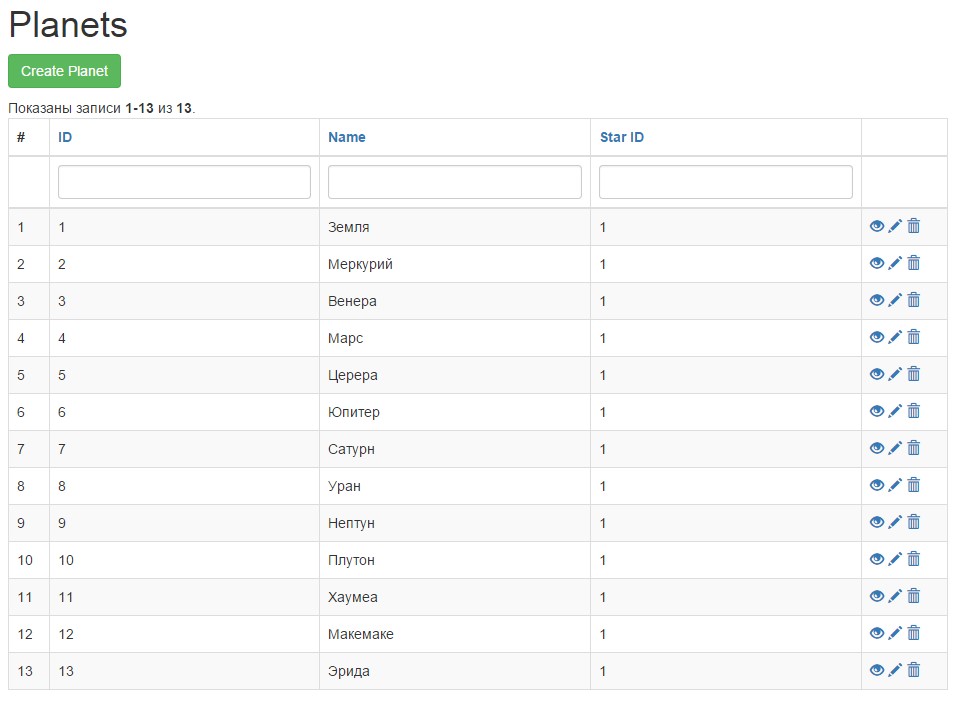 Planets
Create Planet
Показаны записи 1-13 из 13.
# ID Name Star ID
1 1 Земля 1
2 2 Меркурий 1
3 3 Венера 1
4 4 Марс 1
5 5 Церера 1
6 6 Юпитер 1
7 7 Сатурн 1
8 8 Уран 1
9 9 Нептун 1
10 10 Плутон 1
11 11 Хаумеа 1
12 12 Макемаке 1
13 13 Эрида 1